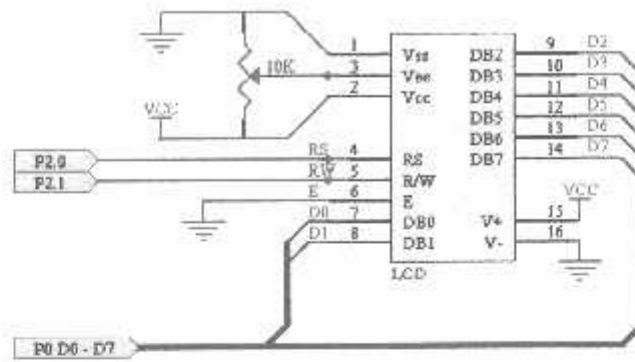 1 Vss DB2 9 D2
10K 3 Vee DB3 10 D3
2 Vcc DB4 11 D4
VCC DB5 12 D5
DB6 13 D6
P2.0 RS 4 RS DB7 14 D7
P2.1 RW 5 R/W
E 6 E VCC
D0 7 DB0 V+ 15
D1 8 DB1 V- 16
LCD
P0 D0 - D7